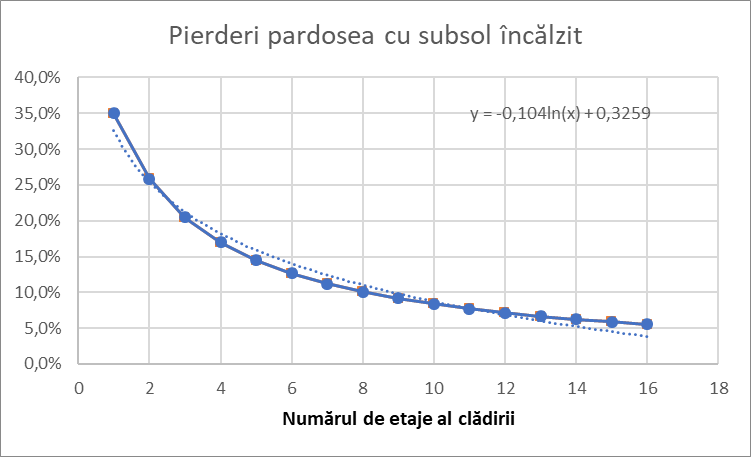 Pierderi pardosea cu subsol încălzit
40,0%
35,0%
30,0%
25,0%
20,0%
15,0%
10,0%
5,0%
0,0%
y = -0,104ln(x) + 0,3259
0 2 4 6 8 10 12 14 16 18
Numărul de etaje al clădirii